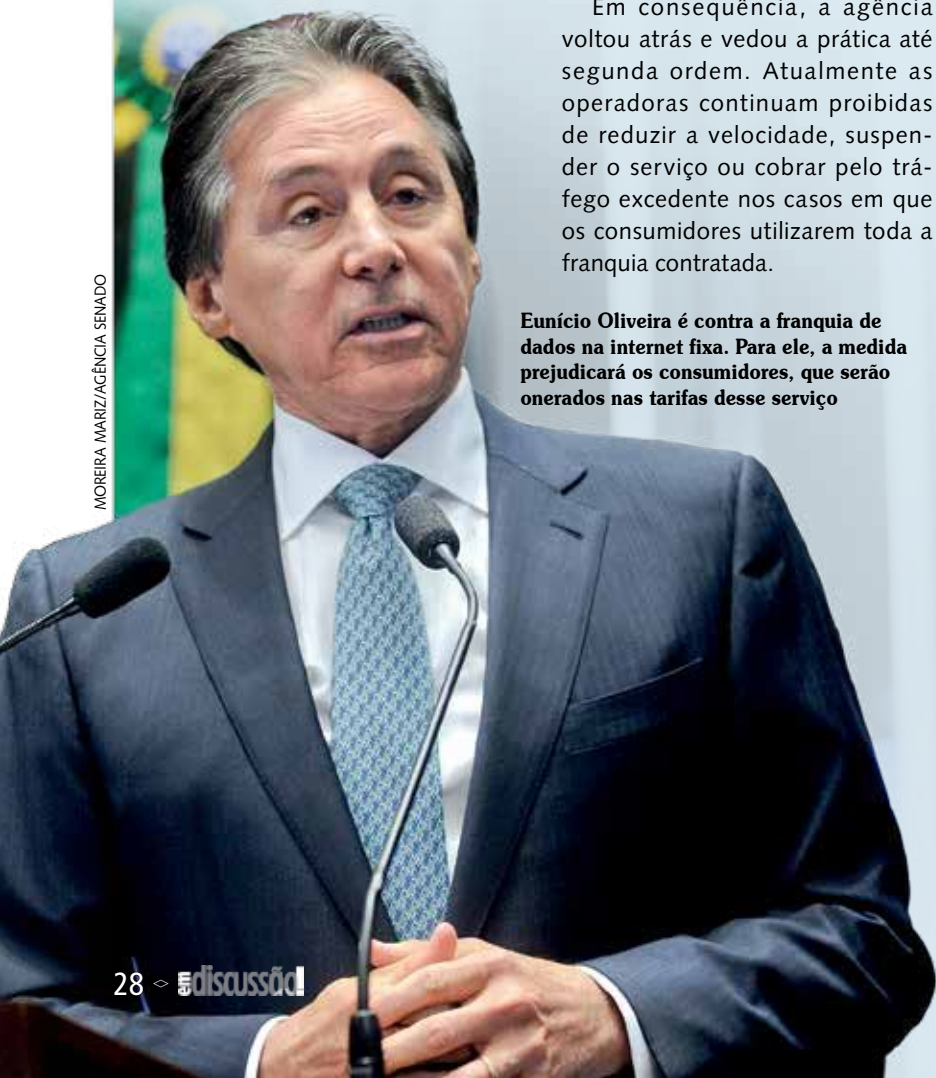 Em consequência, a agência
voltou atrás e vedou a prática até
segunda ordem. Atualmente as
operadoras continuam proibidas
de reduzir a velocidade, suspen-
der o serviço ou cobrar pelo trá-
fego excedente nos casos em que
os consumidores utilizarem toda a
franquia contratada.
Eunício Oliveira é contra a franquia de
dados na internet fixa. Para ele, a medida
prejudicará os consumidores, que serão
onerados nas tarifas desse serviço
MOREIRA MARIZ/AGÊNCIA SENADO
28 ◇ em discussão!